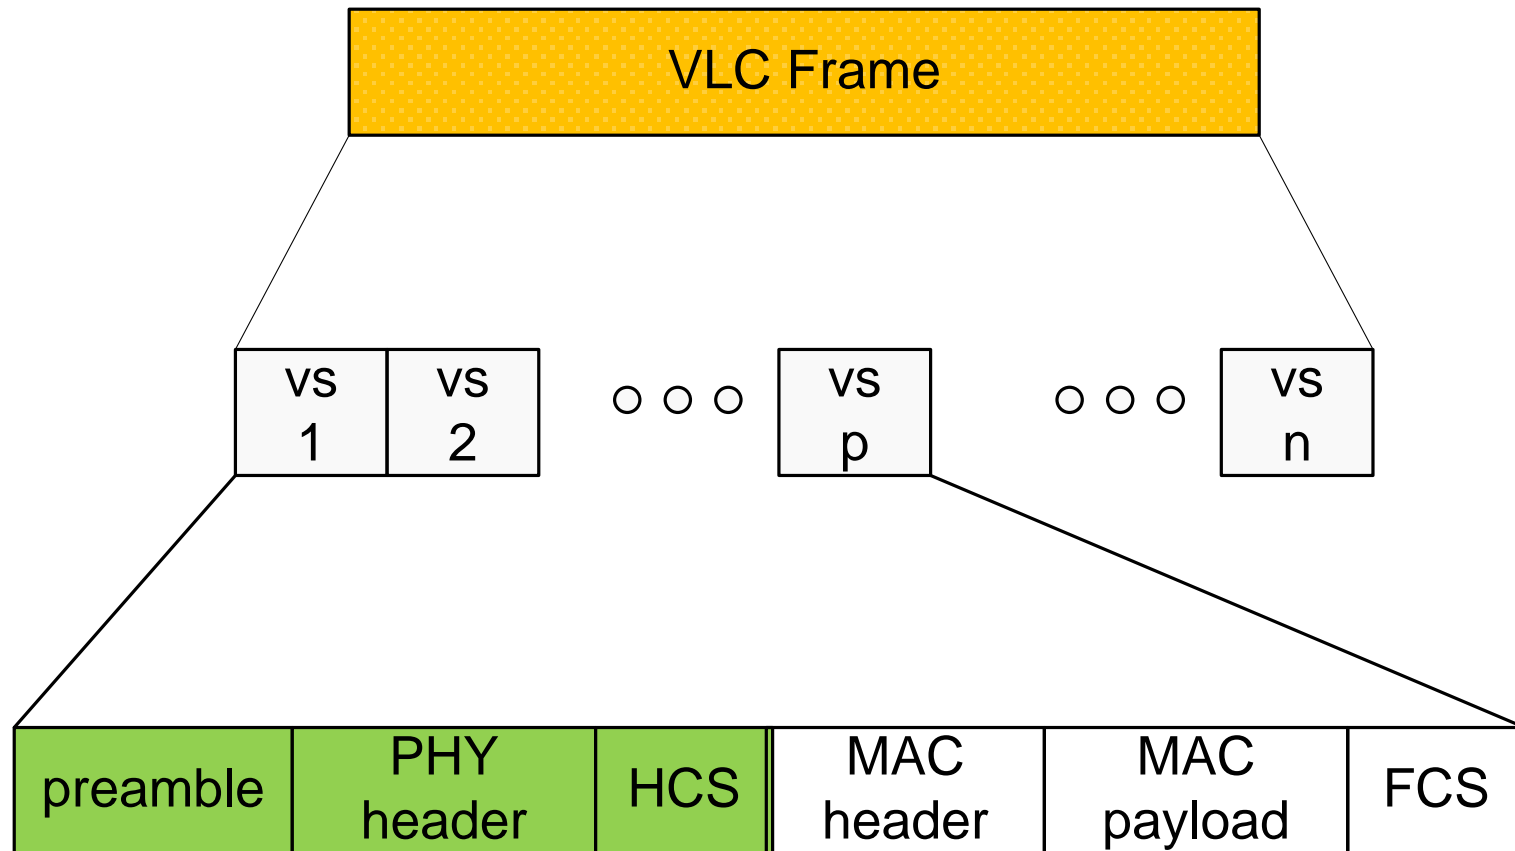 VLC Frame
vs vs vs vs
1 2 p n
preamble PHY header HCS MAC header MAC payload FCS